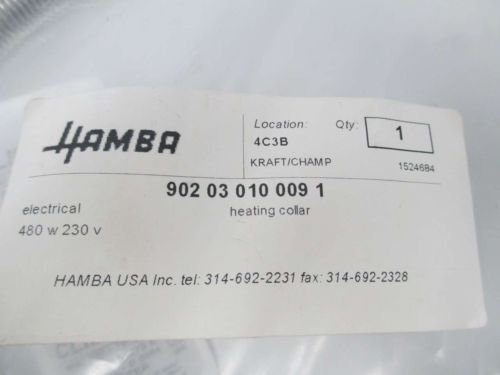 HAMBA
Location:
4C3B
Qty:
1
KRAFT/CHAMP
1524684
902 03 010 009 1
electrical
heating collar
480 w 230 v
HAMBA USA Inc. tel: 314-692-2231 fax: 314-692-2328